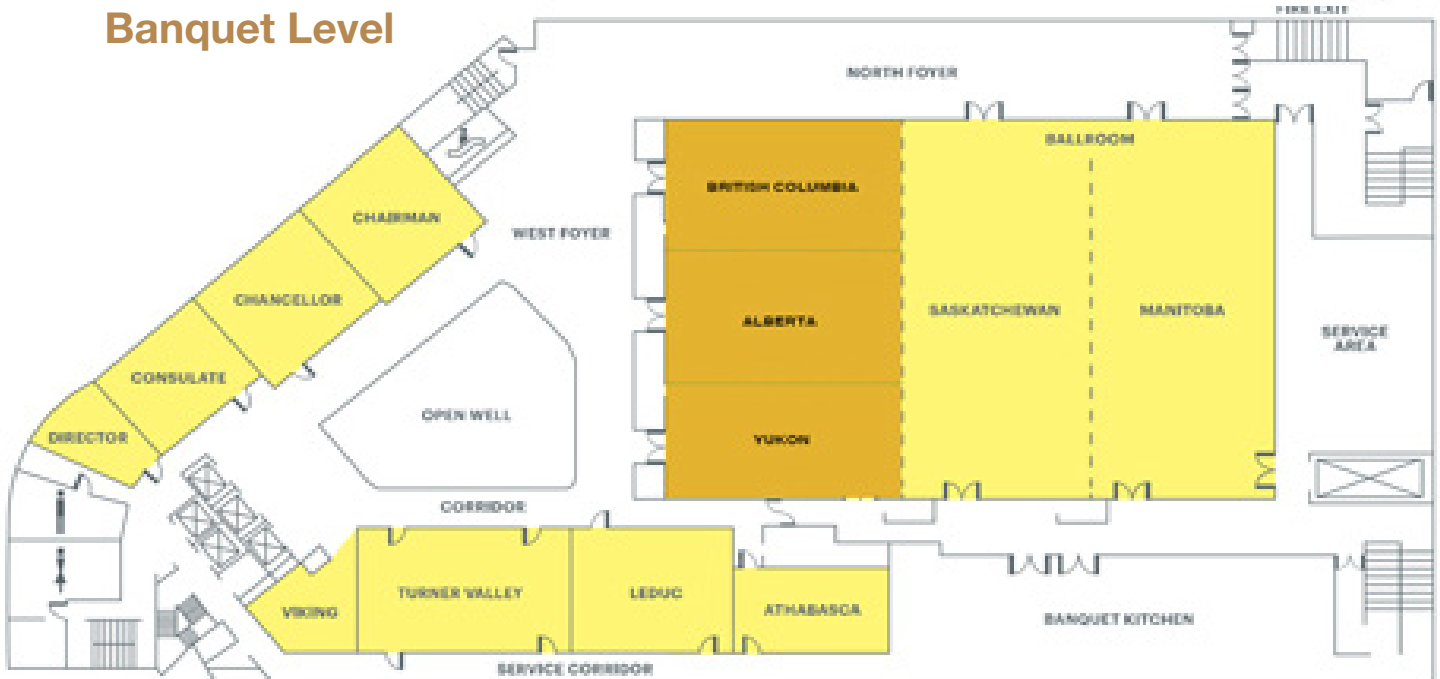 Banquet Level
FIRE EXIT
NORTH FOYER
BALLROOM
BRITISH COLUMBIA
CHAIRMAN
WEST FOYER
CHANCELLOR
SASKATCHEWAN
MANITOBA
ALBERTA
SERVICE
AREA
CONSULATE
OPEN WELL
DIRECTOR
YUKON
CORRIDOR
TURNER VALLEY
LEDUC
VIKING
ATHABASCA
BANQUET KITCHEN
SERVICE CORRIDOR